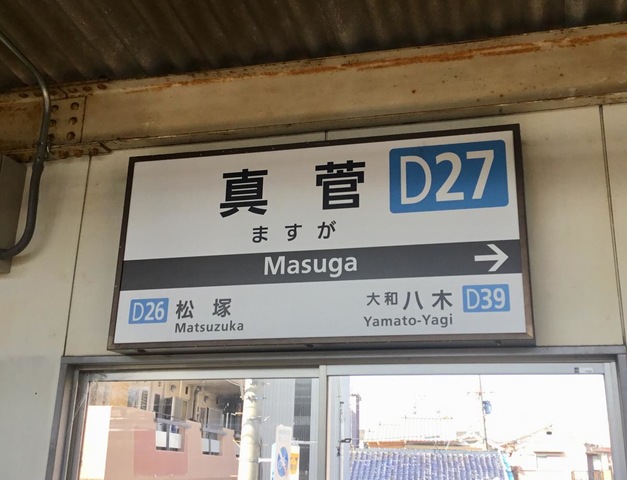 真菅 D27
ますが
Masuga →
D26 松塚 大和八木 D39
Matsuzuka Yamato-Yagi